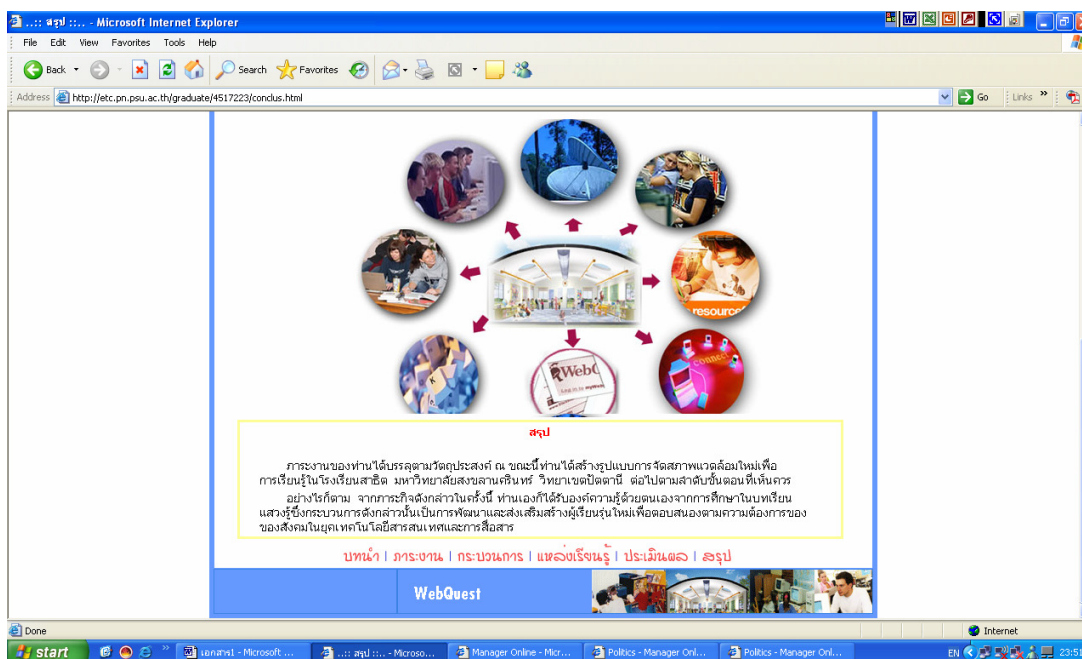 ..:: สรุป ::.. - Microsoft Internet Explorer
File Edit View Favorites Tools Help
Back Search Favorites
Address http://etc.pn.psu.ac.th/graduate/4517223/conclus.html Go Links
resource
WebQ
Log in to
connect
สรุป
ภาระงานของท่านได้บรรลุตามวัตถุประสงค์ ณ ขณะนี้ท่านได้สร้างรูปแบบการจัดสภาพแวดล้อมใหม่เพื่อ
การเรียนรู้ในโรงเรียนสาธิต มหาวิทยาลัยสงขลานครินทร์ วิทยาเขตปัตตานี ต่อไปตามลำดับขั้นตอนที่เห็นควร
อย่างไรก็ตาม จากภาระกิจดังกล่าวในครั้งนี้ ท่านเองก็ได้รับองค์ความรู้ด้วยตนเองจากการศึกษาในบทเรียน
แสวงรู้ซึ่งกระบวนการดังกล่าวนั้นเป็นการพัฒนาและส่งเสริมสร้างผู้เรียนรุ่นใหม่เพื่อตอบสนองตามความต้องการของ
ของสังคมในยุคเทคโนโลยีสารสนเทศและการสื่อสาร
บทนำ | ภาระงาน | กระบวนการ | แหล่งเรียนรู้ | ประเมินผล | สรุป
WebQuest
Done Internet
start เอกสาร1 - Microsoft ... ..:: สรุป ::.. - Microso... Manager Online - Micr... Politics - Manager Onl... Politics - Manager Onl... EN 23:51